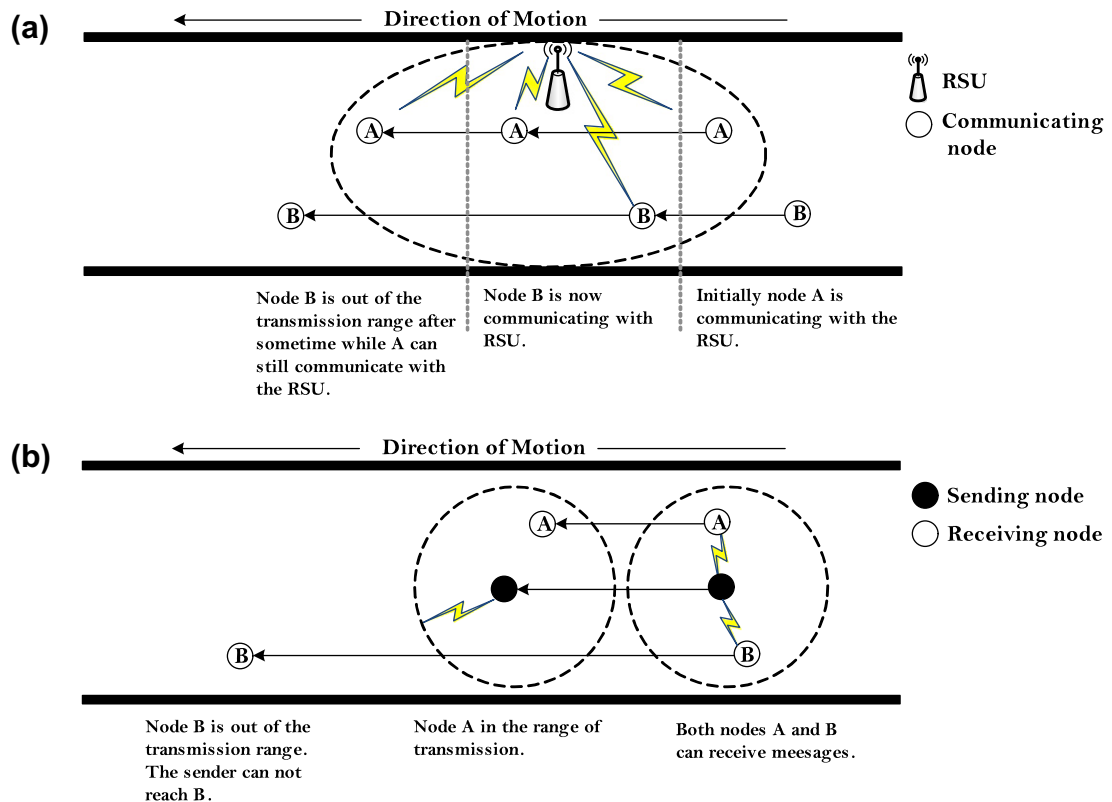 (a)
Direction of Motion
RSU
Communicating
node
A
A
A
B
B
B
Node B is out of the
transmission range after
sometime while A can
still communicate with
the RSU.
Node B is now
communicating with
RSU.
Initially node A is
communicating with the
RSU.
(b)
Direction of Motion
Sending node
Receiving node
A
A
B
B
Node B is out of the
transmission range.
The sender can not
reach B.
Node A in the range of
transmission.
Both nodes A and B
can receive meesages.